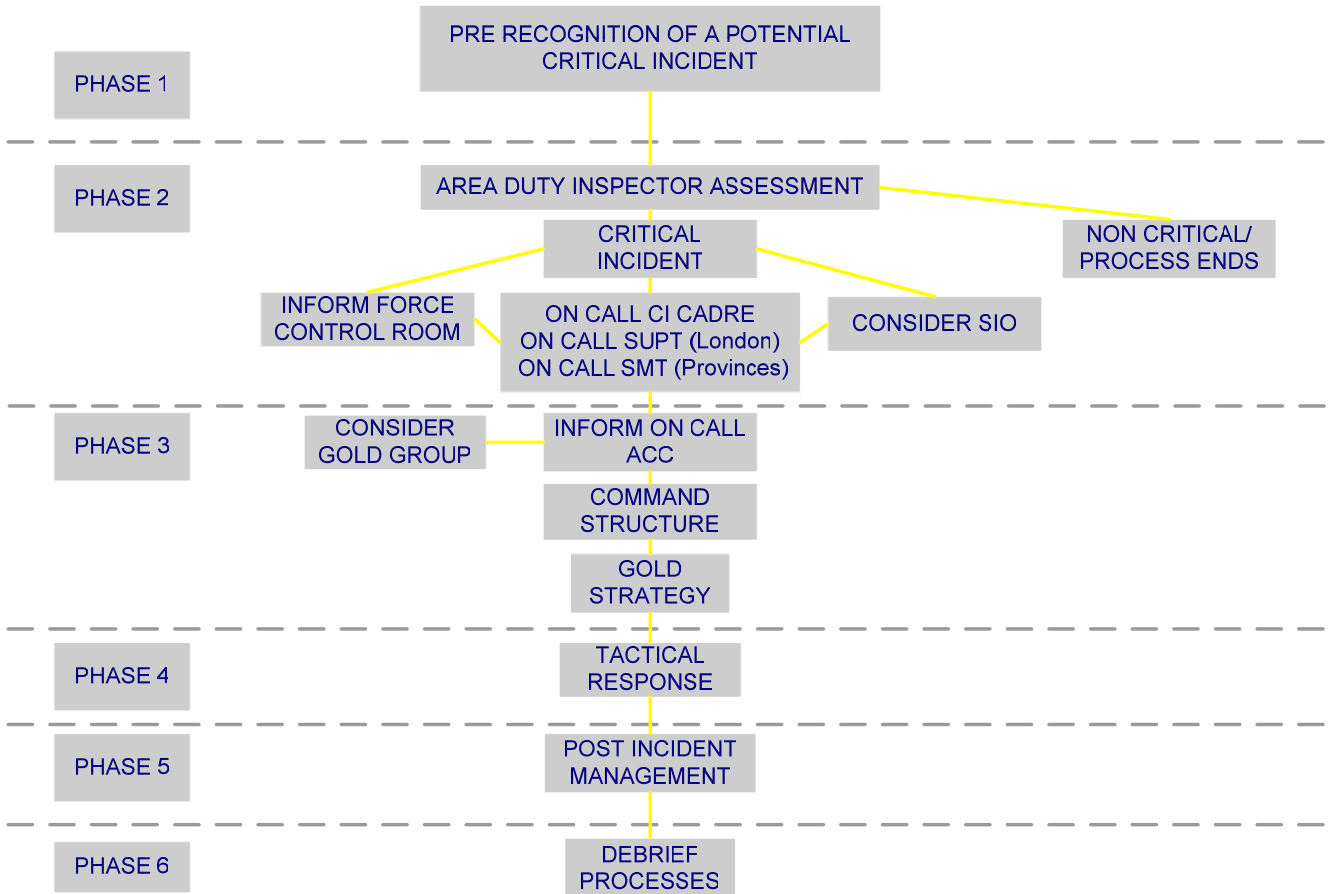 PHASE 1
PRE RECOGNITION OF A POTENTIAL
CRITICAL INCIDENT
PHASE 2
AREA DUTY INSPECTOR ASSESSMENT
CRITICAL
INCIDENT
NON CRITICAL/
PROCESS ENDS
INFORM FORCE
CONTROL ROOM
ON CALL CI CADRE
ON CALL SUPT (London)
ON CALL SMT (Provinces)
CONSIDER SIO
PHASE 3
CONSIDER
GOLD GROUP
INFORM ON CALL
ACC
COMMAND
STRUCTURE
GOLD
STRATEGY
PHASE 4
TACTICAL
RESPONSE
PHASE 5
POST INCIDENT
MANAGEMENT
PHASE 6
DEBRIEF
PROCESSES